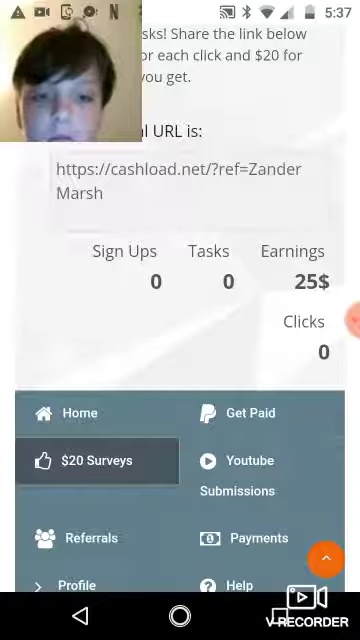 5:37
sks! Share the link below
or each click and $20 for
you get.
al URL is:
https://cashload.net/?ref=Zander
Marsh
Sign Ups Tasks Earnings
0 0 25$
Clicks
0
Home Get Paid
$20 Surveys Youtube
Submissions
Referrals Payments
Profile Help
V·RECORDER